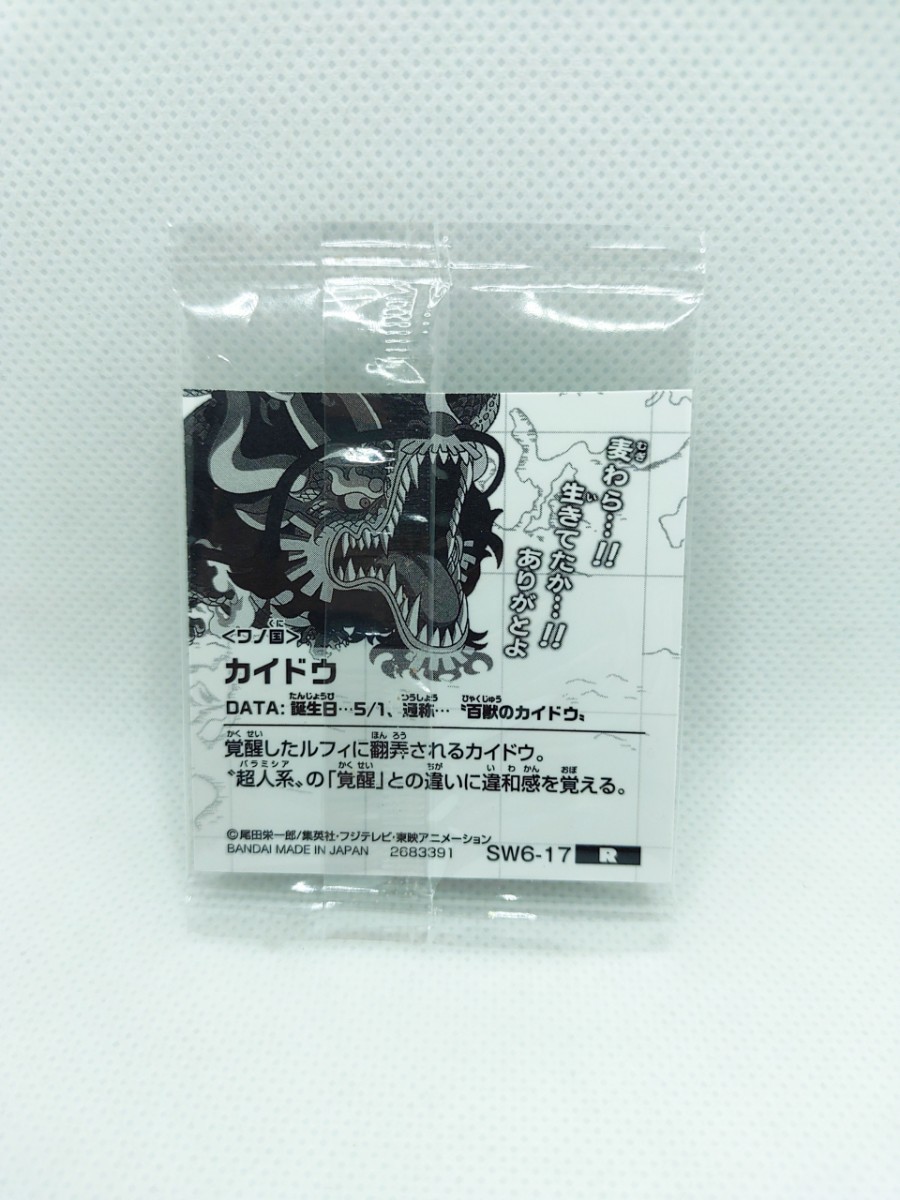 麦わら…!!
生きてたか…!!
ありがとよ
<ワノ国>
カイドウ
DATA: 誕生日…5/1、通称…〝百獣のカイドウ〟
覚醒したルフィに翻弄されるカイドウ。
〝超人系〟の「覚醒」との違いに違和感を覚える。
©尾田栄一郎/集英社・フジテレビ・東映アニメーション
BANDAI MADE IN JAPAN 2683391 SW6-17 R